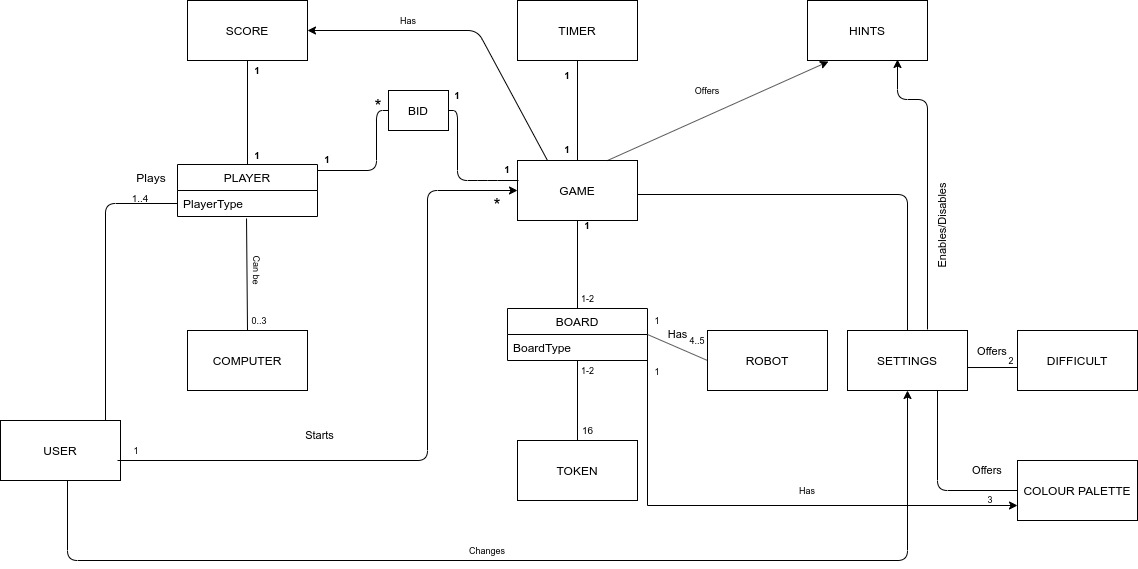 SCORE
Has
TIMER
HINTS
1
1
Offers
*
BID
1
1
1
1
1
Plays
PLAYER
GAME
1..4
PlayerType
*
1
Enables/Disables
Can be
1-2
0..3
BOARD
1
Has
4..5
BoardType
COMPUTER
ROBOT
SETTINGS
Offers
2
DIFFICULT
1-2
1
16
Starts
USER
1
TOKEN
Offers
COLOUR PALETTE
Has
3
Changes